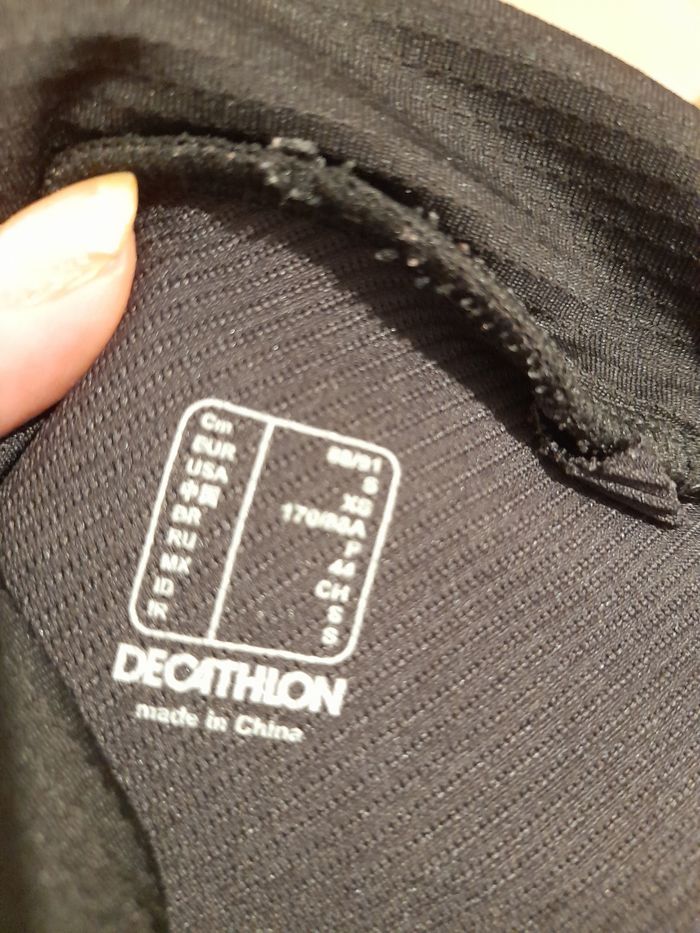 Cm 88/91
EUR S
USA XS
中国 170/88A
BR P
RU 44
MX CH
ID S
IR S
DECATHLON
made in China